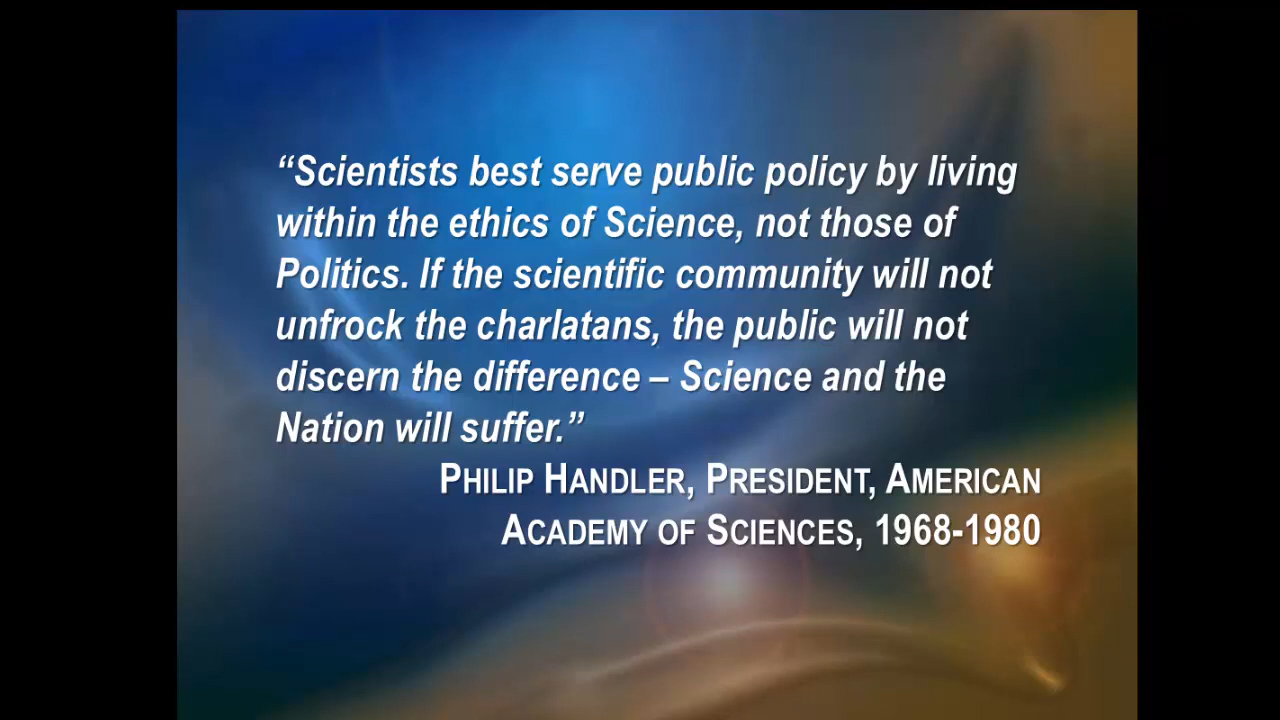 “Scientists best serve public policy by living
within the ethics of Science, not those of
Politics. If the scientific community will not
unfrock the charlatans, the public will not
discern the difference – Science and the
Nation will suffer.”
PHILIP HANDLER, PRESIDENT, AMERICAN
ACADEMY OF SCIENCES, 1968-1980